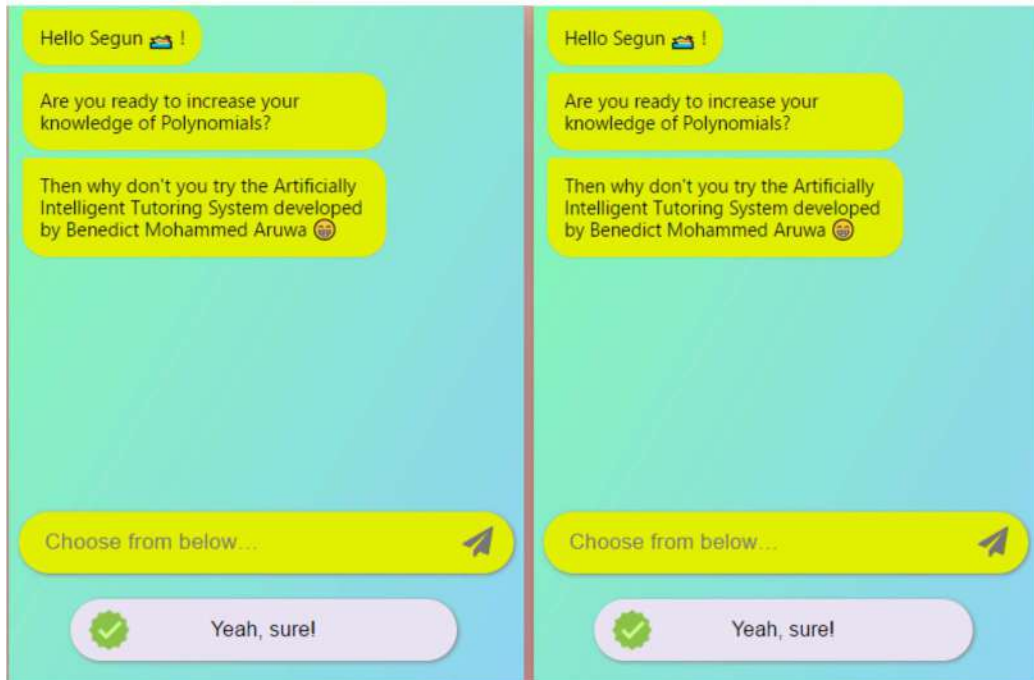 Hello Segun 🚤 !
Are you ready to increase your
knowledge of Polynomials?
Then why don't you try the Artificially
Intelligent Tutoring System developed
by Benedict Mohammed Aruwa 😁
Choose from below...
Yeah, sure!
Hello Segun 🚤 !
Are you ready to increase your
knowledge of Polynomials?
Then why don't you try the Artificially
Intelligent Tutoring System developed
by Benedict Mohammed Aruwa 😁
Choose from below...
Yeah, sure!